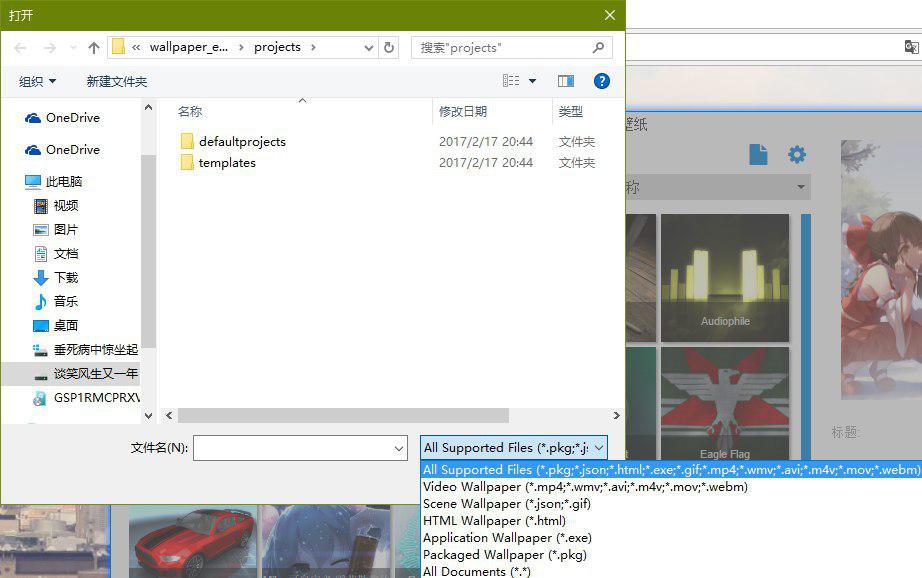 打开
« wallpaper_e... › projects ›
搜索"projects"
组织
新建文件夹
名称
修改日期
类型
OneDrive
OneDrive
此电脑
视频
图片
文档
下载
音乐
桌面
垂死病中惊坐起
谈笑风生又一年
GSP1RMCPRXV
defaultprojects 2017/2/17 20:44 文件夹
templates 2017/2/17 20:44 文件夹
壁纸
称
Audiophile
Eagle Flag
标题:
文件名(N):
All Supported Files (*.pkg;*.j:
All Supported Files (*.pkg;*.json;*.html;*.exe;*.gif;*.mp4;*.wmv;*.avi;*.m4v;*.mov;*.webm)
Video Wallpaper (*.mp4;*.wmv;*.avi;*.m4v;*.mov;*.webm)
Scene Wallpaper (*.json;*.gif)
HTML Wallpaper (*.html)
Application Wallpaper (*.exe)
Packaged Wallpaper (*.pkg)
All Documents (*.*)